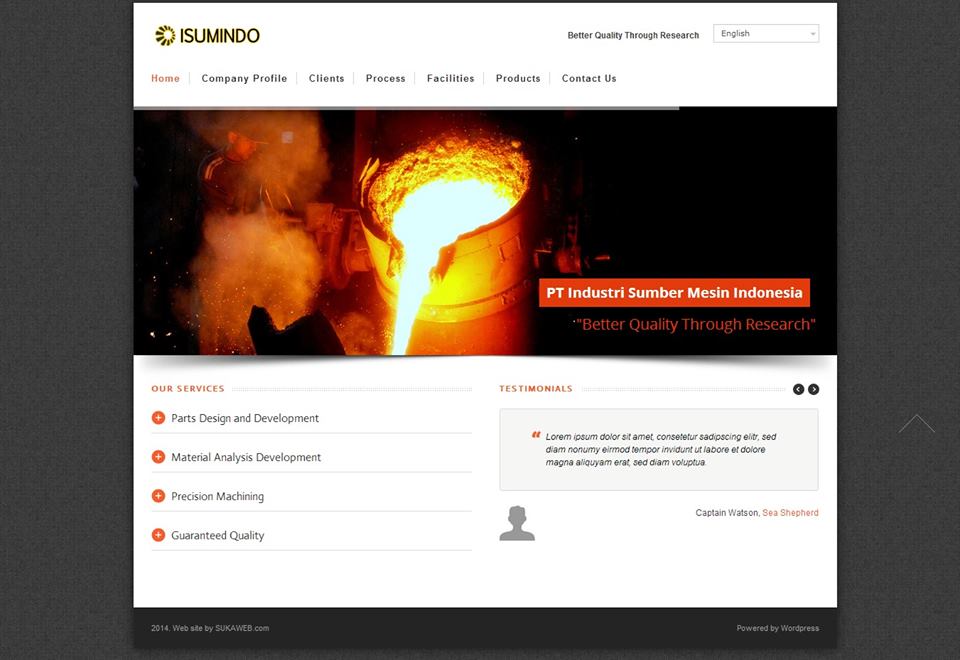 ISUMINDO
Better Quality Through Research
English
Home
Company Profile
Clients
Process
Facilities
Products
Contact Us
PT Industri Sumber Mesin Indonesia
"Better Quality Through Research"
OUR SERVICES
Parts Design and Development
Material Analysis Development
Precision Machining
Guaranteed Quality
TESTIMONIALS
“ Lorem ipsum dolor sit amet, consetetur sadipscing elitr, sed
diam nonumy eirmod tempor invidunt ut labore et dolore
magna aliquyam erat, sed diam voluptua.
Captain Watson, Sea Shepherd
2014. Web site by SUKAWEB.com
Powered by Wordpress